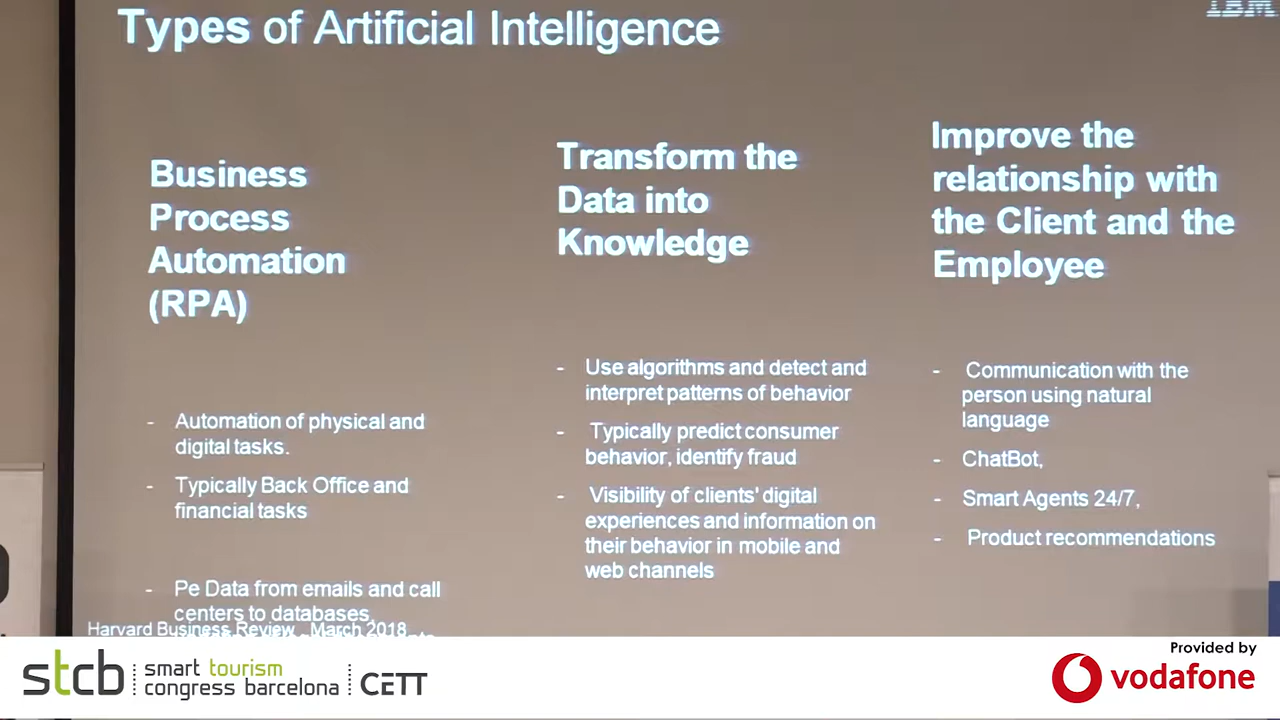 Types of Artificial Intelligence
IBM
Business
Process
Automation
(RPA)
- Automation of physical and
digital tasks.
- Typically Back Office and
financial tasks
- Pe Data from emails and call
centers to databases,
Harvard Business Review, March 2018
Transform the
Data into
Knowledge
- Use algorithms and detect and
interpret patterns of behavior
- Typically predict consumer
behavior, identify fraud
- Visibility of clients' digital
experiences and information on
their behavior in mobile and
web channels
Improve the
relationship with
the Client and the
Employee
- Communication with the
person using natural
language
- ChatBot,
- Smart Agents 24/7,
- Product recommendations
stcb
smart tourism
congress barcelona
CETT
Provided by
vodafone